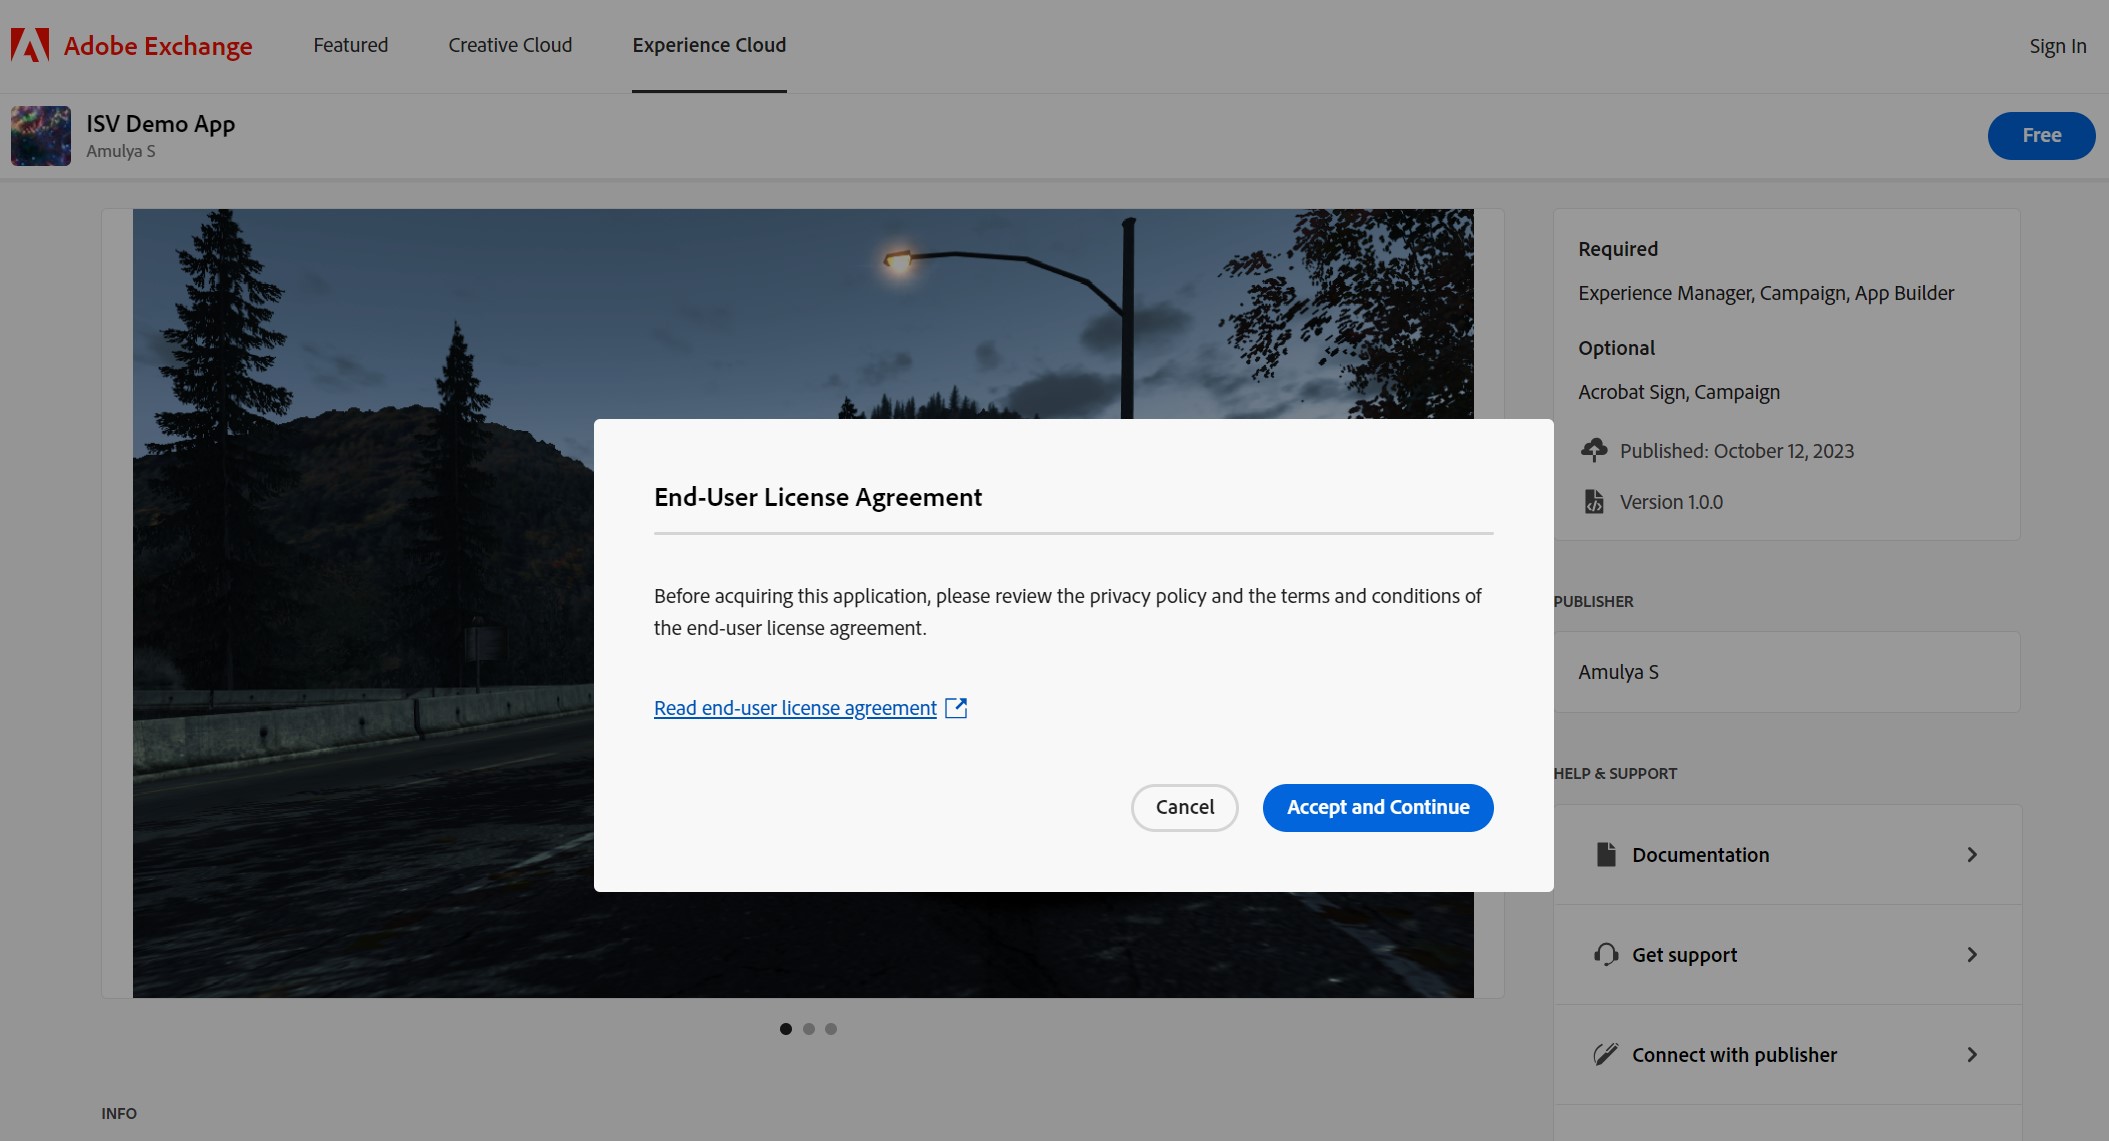 Adobe Exchange
Featured
Creative Cloud
Experience Cloud
Sign In
ISV Demo App
Amulya S
Free
Required
Experience Manager, Campaign, App Builder
Optional
Acrobat Sign, Campaign
Published: October 12, 2023
Version 1.0.0
End-User License Agreement
Before acquiring this application, please review the privacy policy and the terms and conditions of
the end-user license agreement.
Read end-user license agreement
Cancel
Accept and Continue
PUBLISHER
Amulya S
HELP & SUPPORT
Documentation
Get support
Connect with publisher
INFO